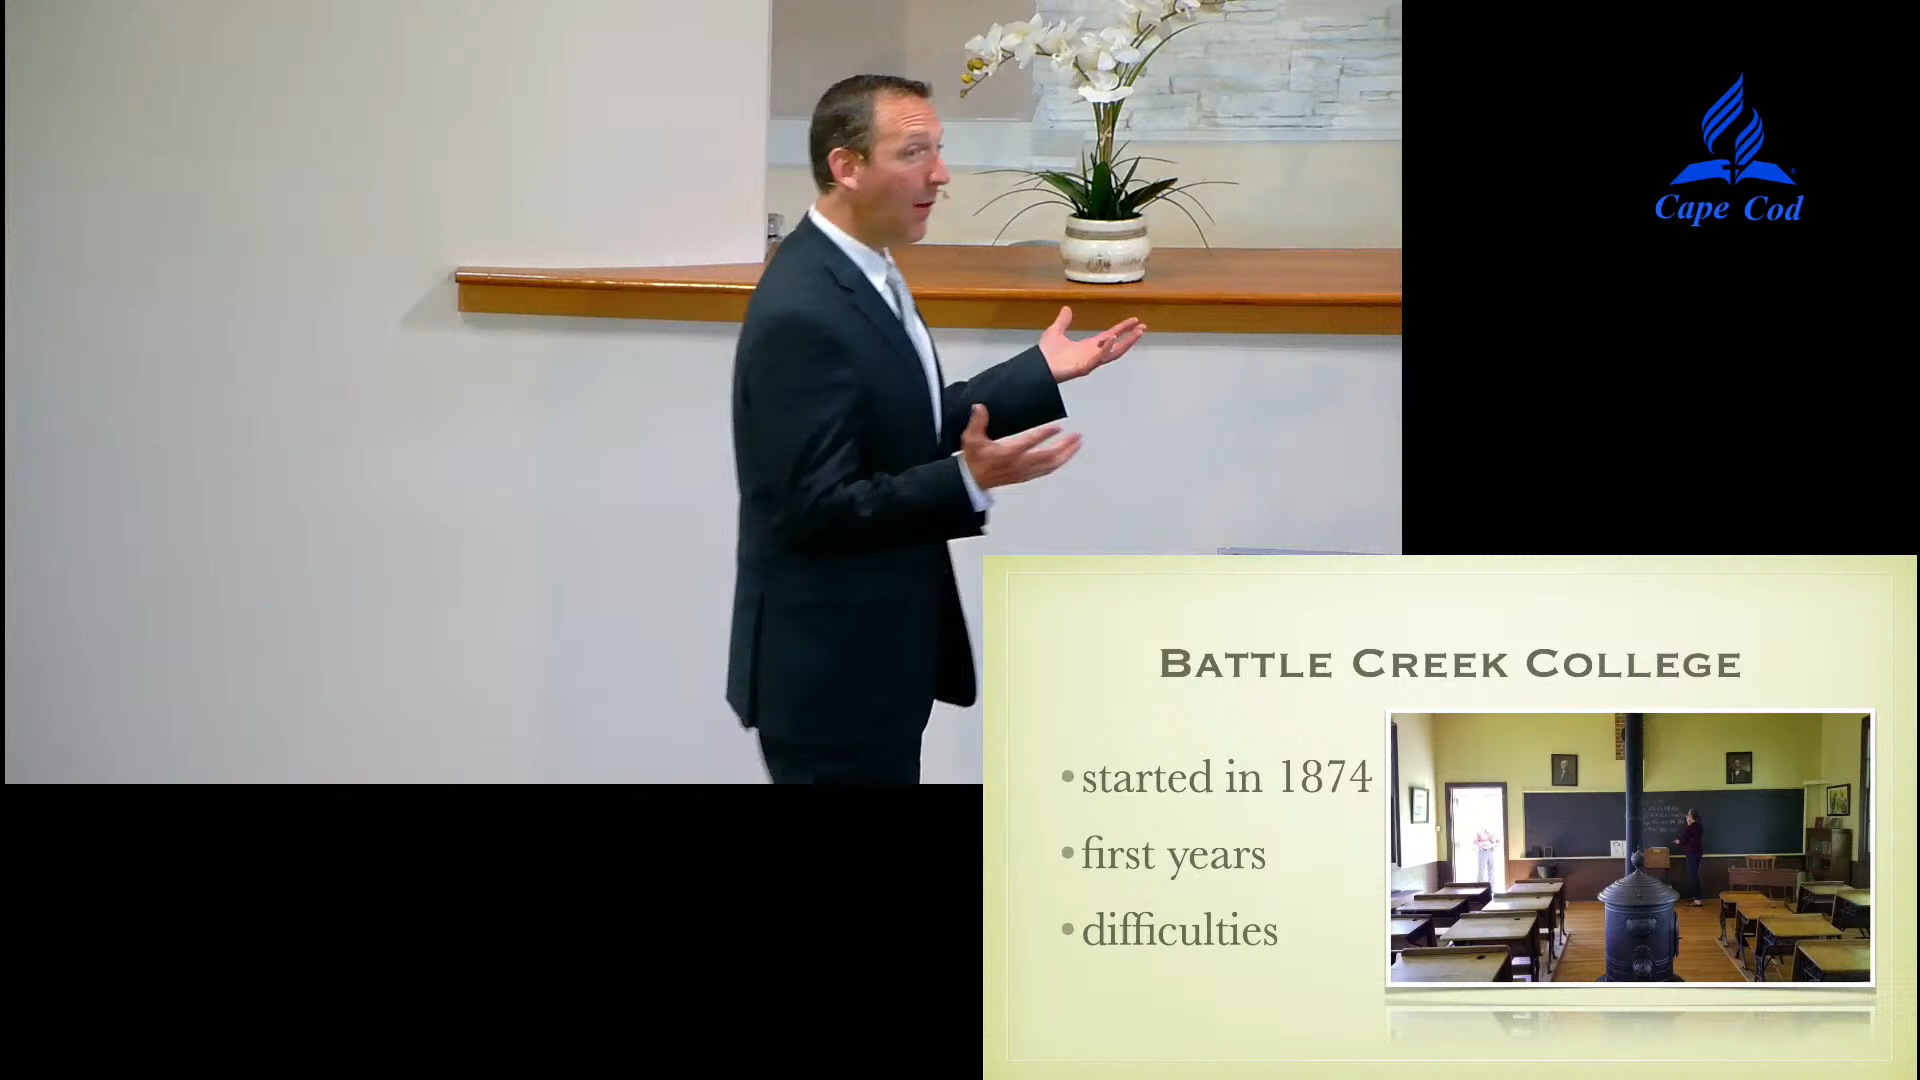 Cape Cod
BATTLE CREEK COLLEGE
•started in 1874
•first years
•difficulties